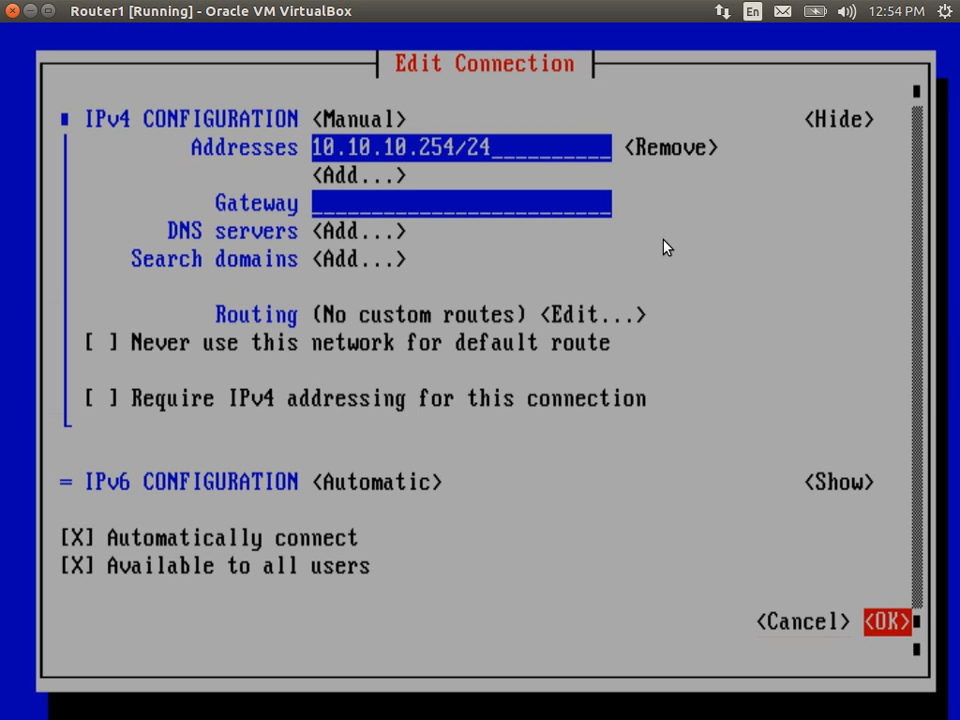 Router1 [Running] - Oracle VM VirtualBox En 12:54 PM
Edit Connection
IPv4 CONFIGURATION <Manual> <Hide>
Addresses 10.10.10.254/24__________ <Remove>
<Add...>
Gateway _________________________
DNS servers <Add...>
Search domains <Add...>
Routing (No custom routes) <Edit...>
[ ] Never use this network for default route
[ ] Require IPv4 addressing for this connection
= IPv6 CONFIGURATION <Automatic> <Show>
[X] Automatically connect
[X] Available to all users
<Cancel> <OK>